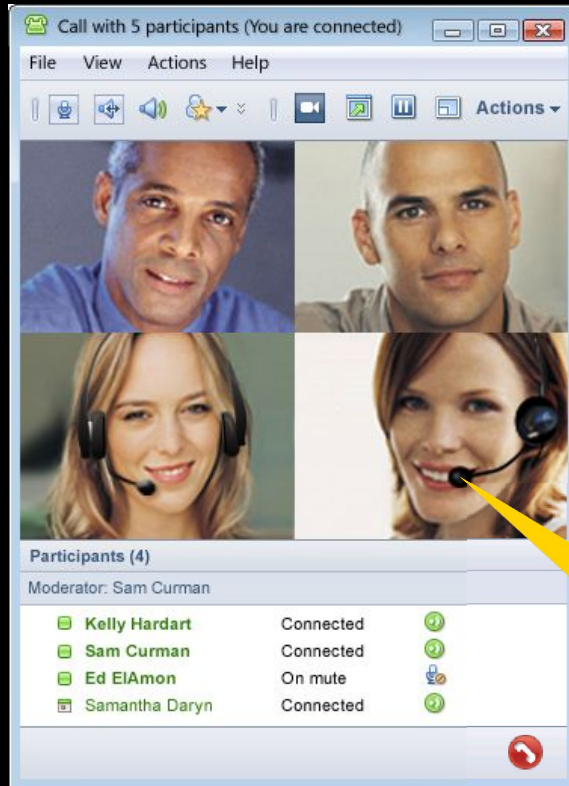 Call with 5 participants (You are connected)
File View Actions Help
Actions
Participants (4)
Moderator: Sam Curman
Kelly Hardart Connected
Sam Curman Connected
Ed ElAmon On mute
Samantha Daryn Connected